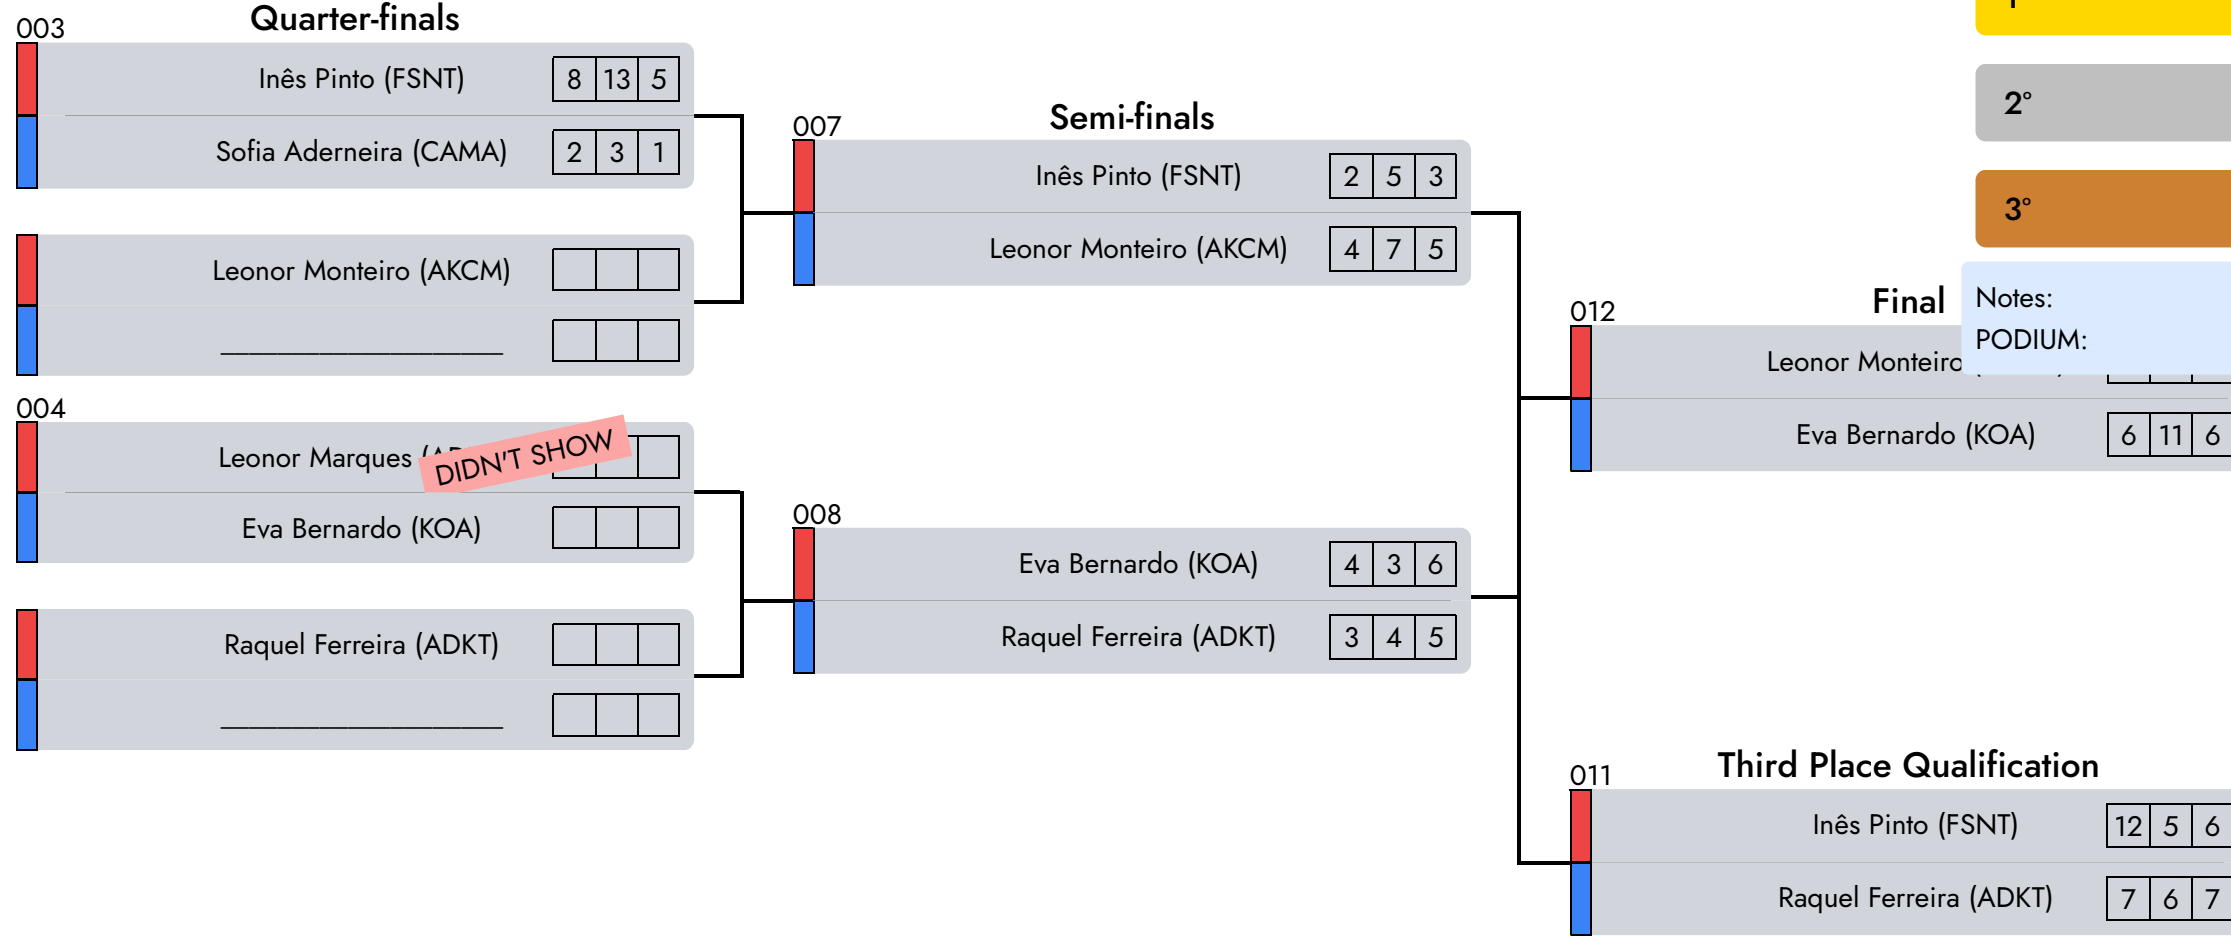 Quarter-finals
003
Inês Pinto (FSNT) 8 13 5
Sofia Aderneira (CAMA) 2 3 1
Leonor Monteiro (AKCM)
____________________
004
Leonor Marques
DIDN'T SHOW
Eva Bernardo (KOA)
Raquel Ferreira (ADKT)
____________________
Semi-finals
007
Inês Pinto (FSNT) 2 5 3
Leonor Monteiro (AKCM) 4 7 5
008
Eva Bernardo (KOA) 4 3 6
Raquel Ferreira (ADKT) 3 4 5
2°
3°
Notes:
PODIUM:
Final
012
Leonor Monteiro
Eva Bernardo (KOA) 6 11 6
Third Place Qualification
011
Inês Pinto (FSNT) 12 5 6
Raquel Ferreira (ADKT) 7 6 7